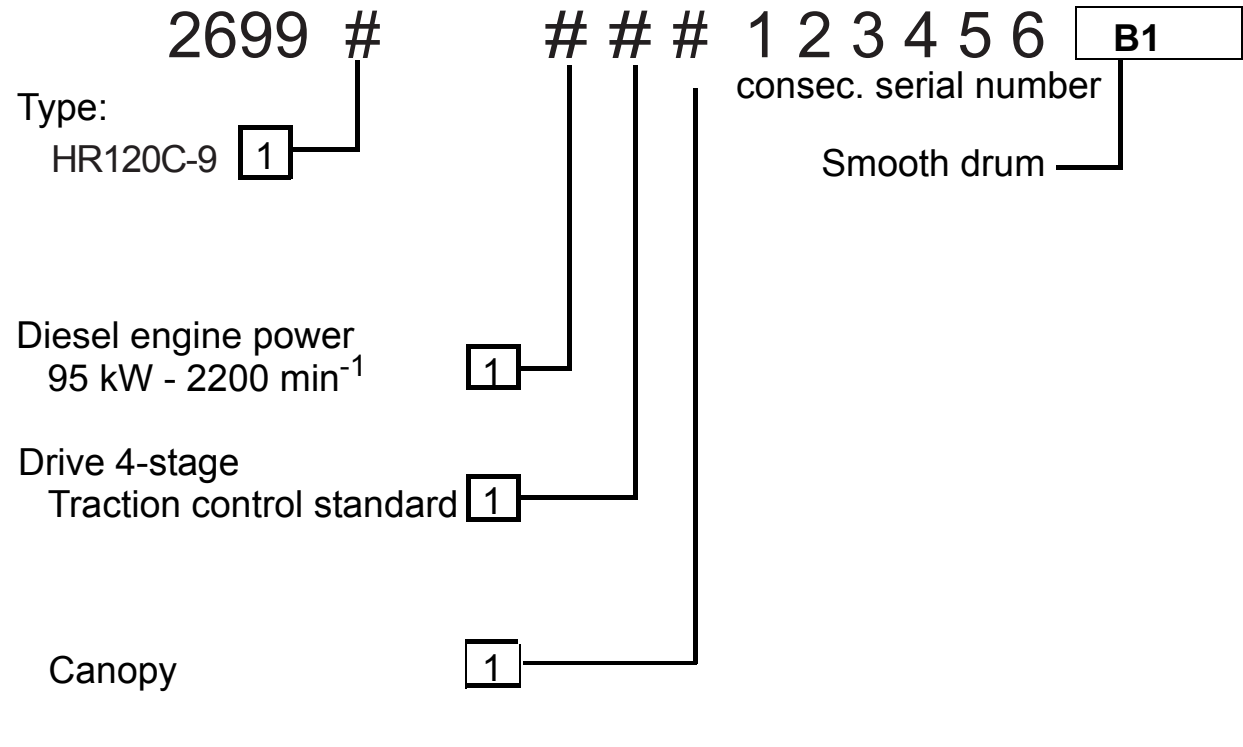 2699 # # # # 1 2 3 4 5 6 B1
consec. serial number
Type:
HR120C-9 1
Smooth drum
Diesel engine power
95 kW - 2200 min⁻¹ 1
Drive 4-stage
Traction control standard 1
Canopy 1